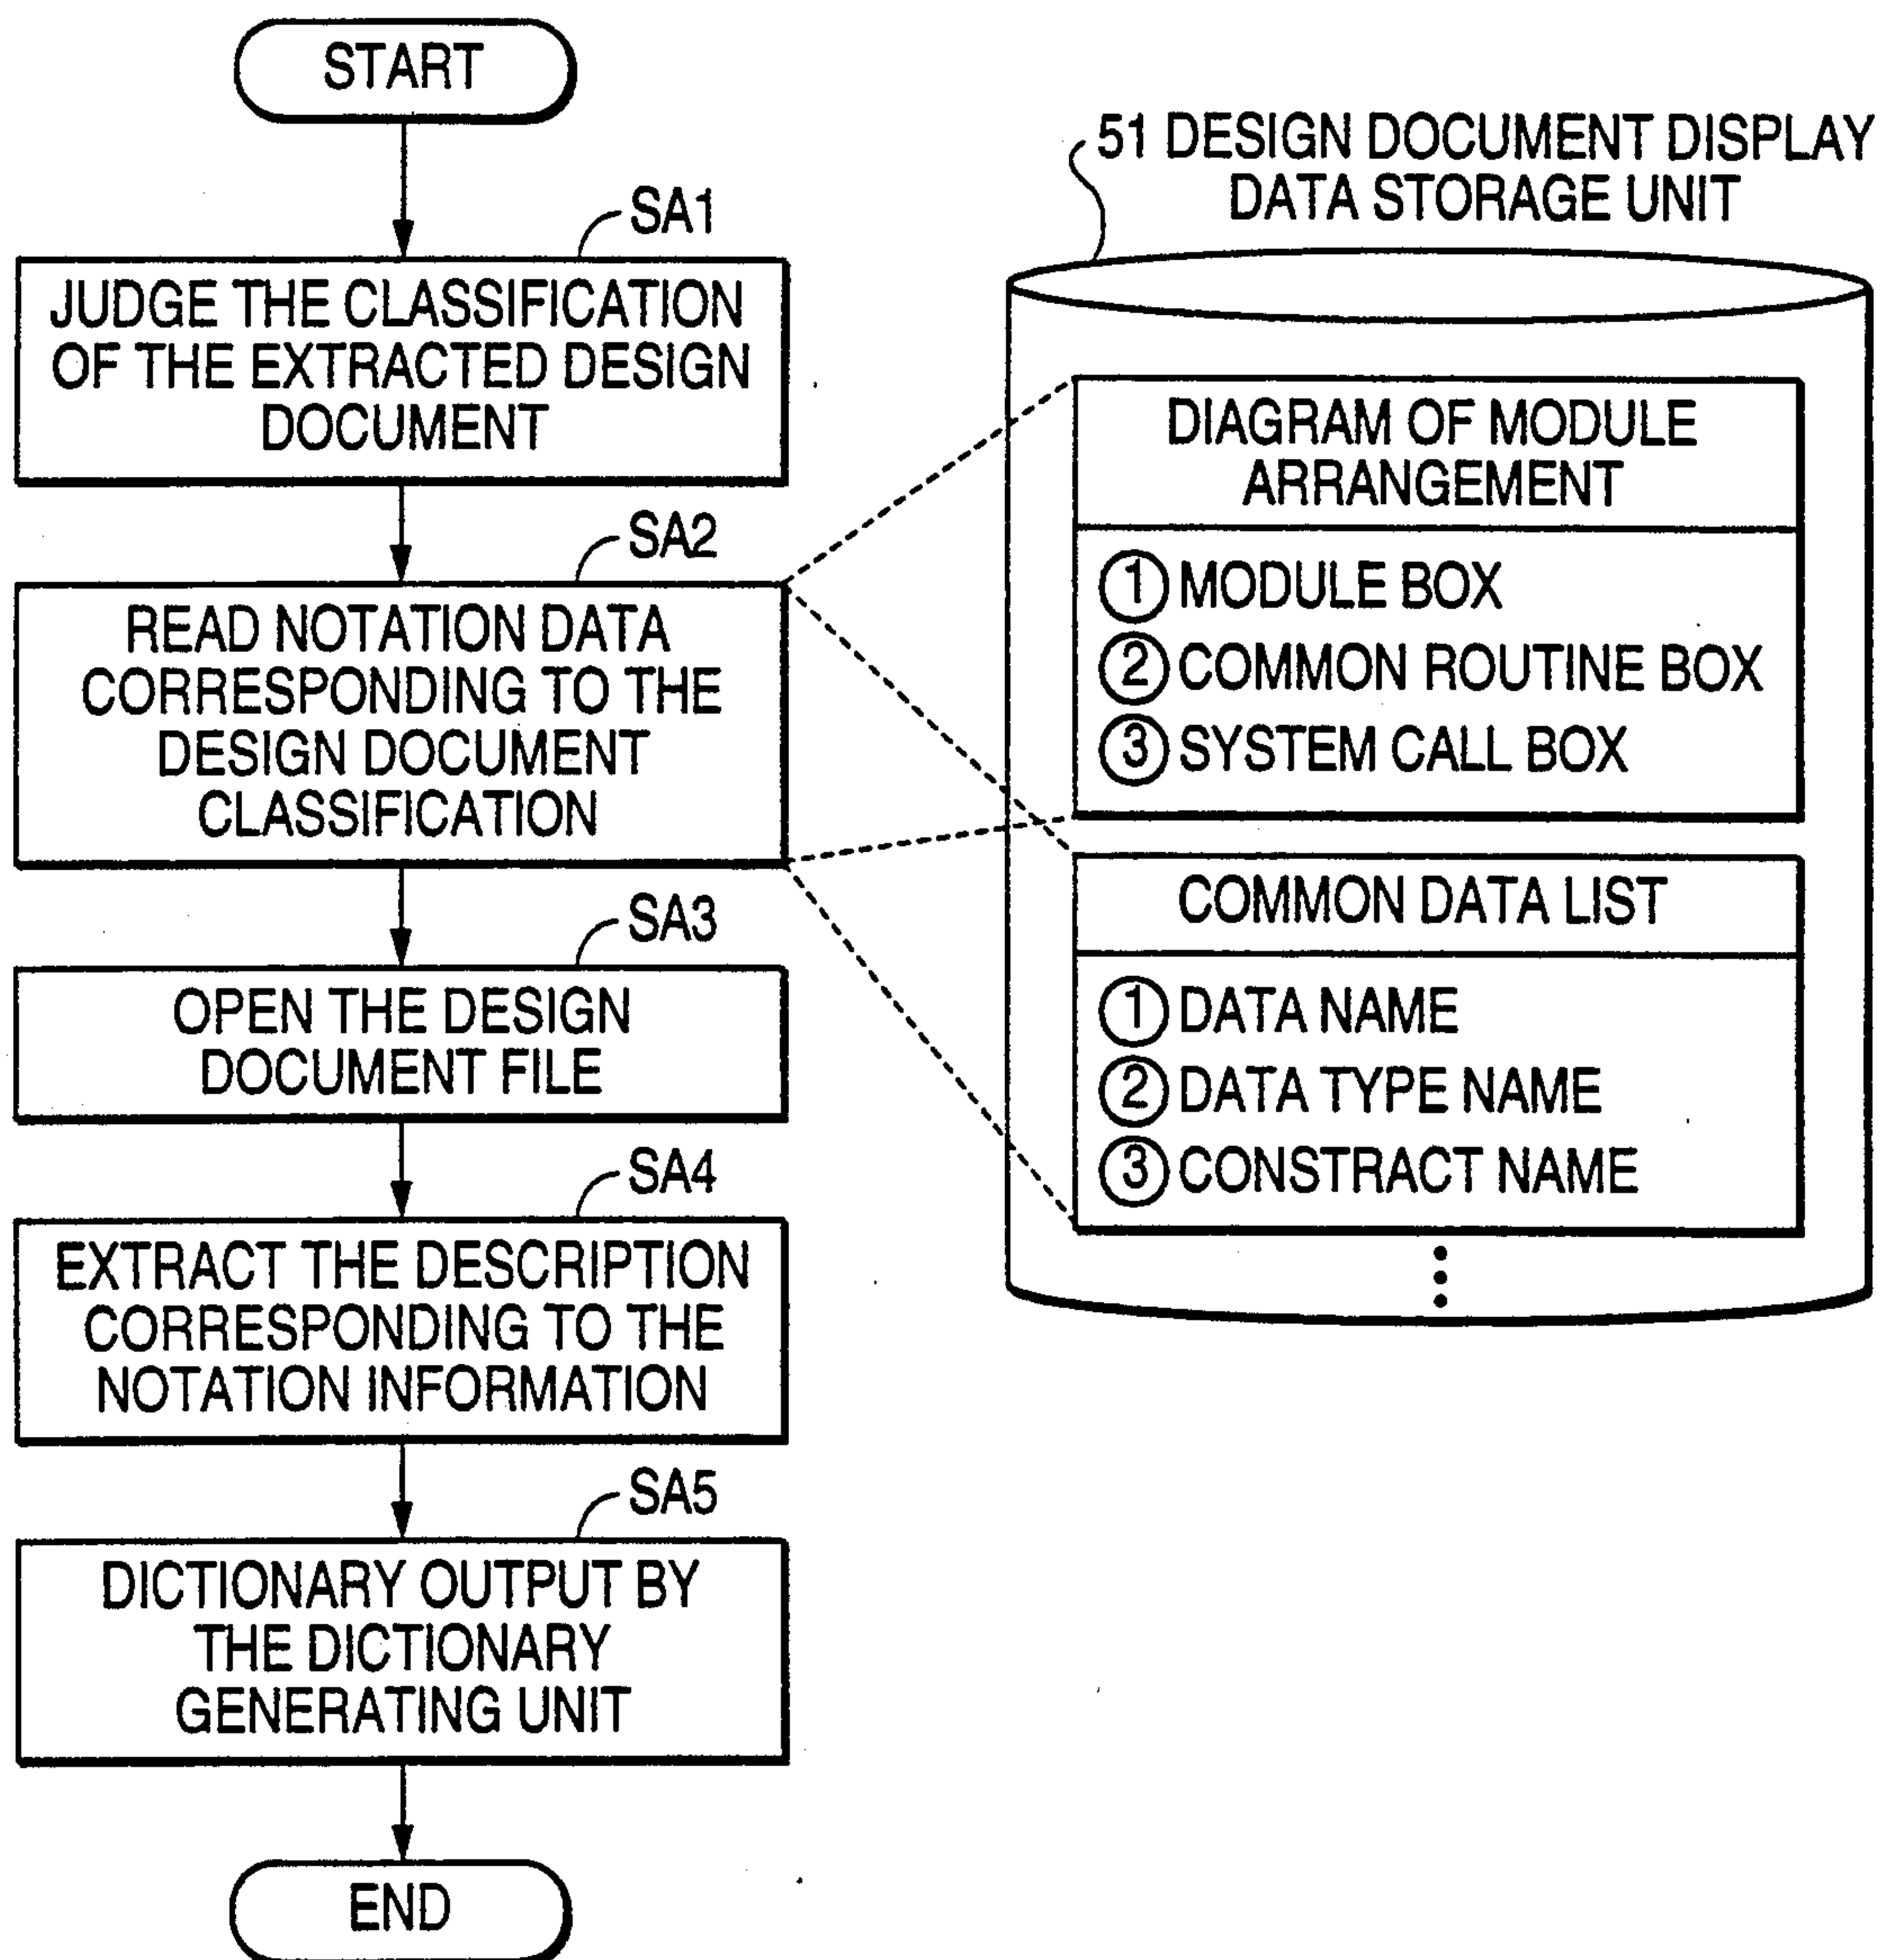 START
SA1
JUDGE THE CLASSIFICATION
OF THE EXTRACTED DESIGN
DOCUMENT
SA2
READ NOTATION DATA
CORRESPONDING TO THE
DESIGN DOCUMENT
CLASSIFICATION
SA3
OPEN THE DESIGN
DOCUMENT FILE
SA4
EXTRACT THE DESCRIPTION
CORRESPONDING TO THE
NOTATION INFORMATION
SA5
DICTIONARY OUTPUT BY
THE DICTIONARY
GENERATING UNIT
END
51 DESIGN DOCUMENT DISPLAY
DATA STORAGE UNIT
DIAGRAM OF MODULE
ARRANGEMENT
① MODULE BOX
② COMMON ROUTINE BOX
③ SYSTEM CALL BOX
COMMON DATA LIST
① DATA NAME
② DATA TYPE NAME
③ CONSTRACT NAME